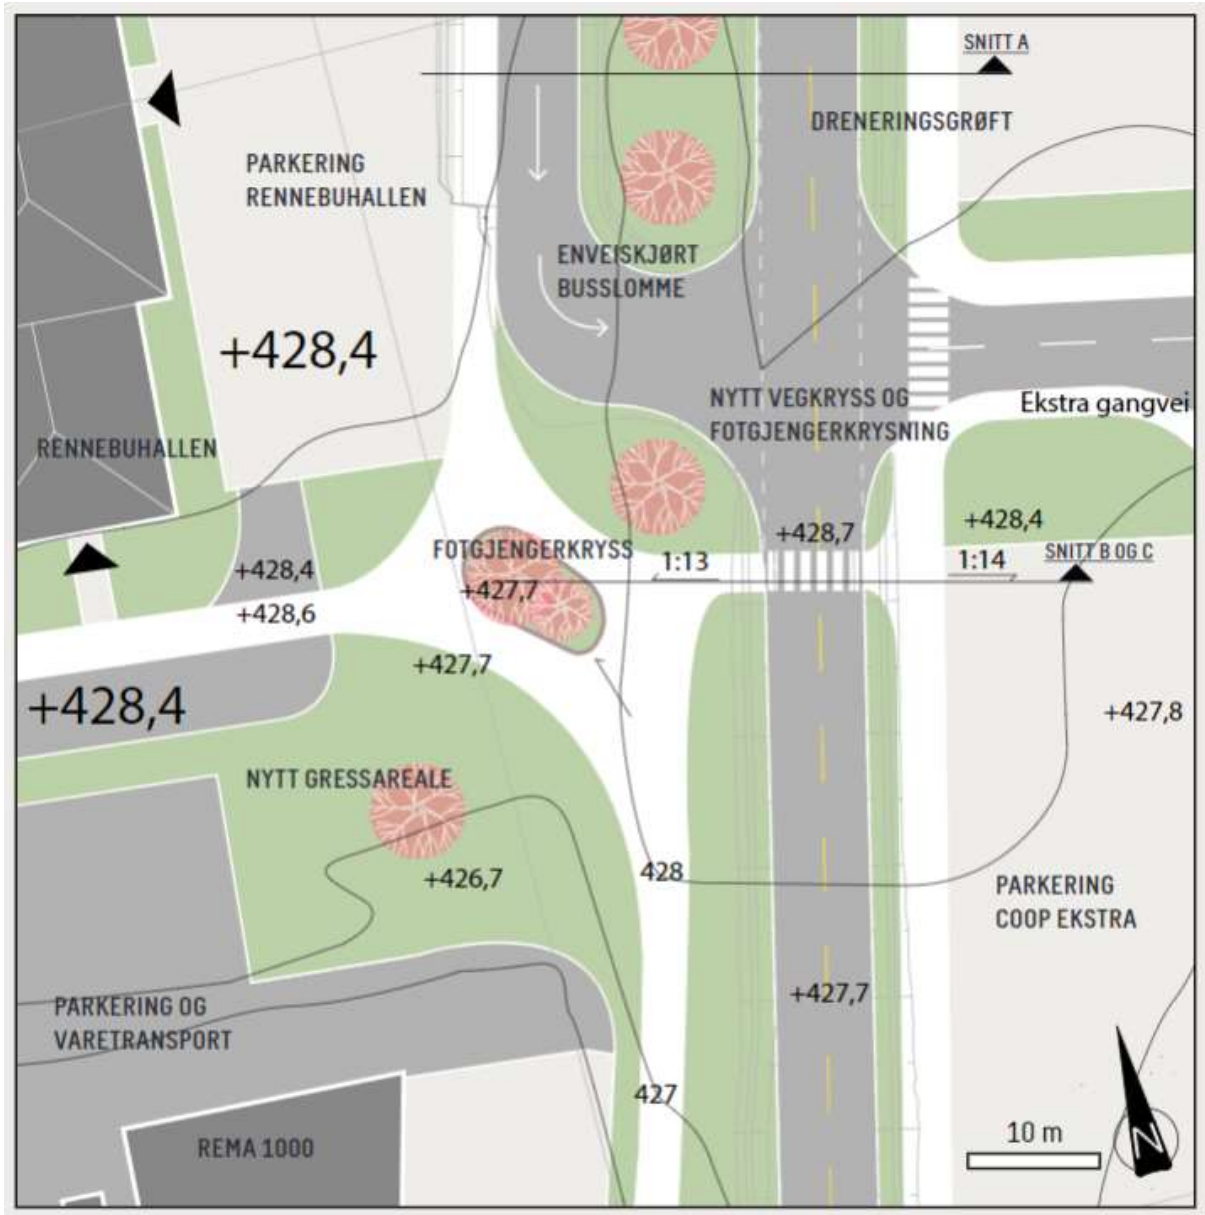 SNITT A
DRENERINGSGRØFT
PARKERING
RENNEBUHALLEN
ENVEISKJØRT
BUSSLOMME
+428,4
NYTT VEGKRYSS OG
FOTGJENGERKRYSNING
Ekstra gangvei
RENNEBUHALLEN
+428,4
+428,7
FOTGJENGERKRYSS
1:13
1:14
SNITT B OG C
+428,4
+427,7
+428,6
+427,7
+428,4
+427,8
NYTT GRESSAREALE
+426,7
428
PARKERING
COOP EKSTRA
+427,7
PARKERING OG
VARETRANSPORT
427
REMA 1000
10 m
N